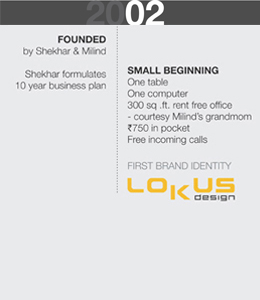 2002
FOUNDED
by Shekhar & Milind
Shekhar formulates
10 year business plan
SMALL BEGINNING
One table
One computer
300 sq .ft. rent free office
- courtesy Milind's grandmom
₹750 in pocket
Free incoming calls
FIRST BRAND IDENTITY
LOKUS
design